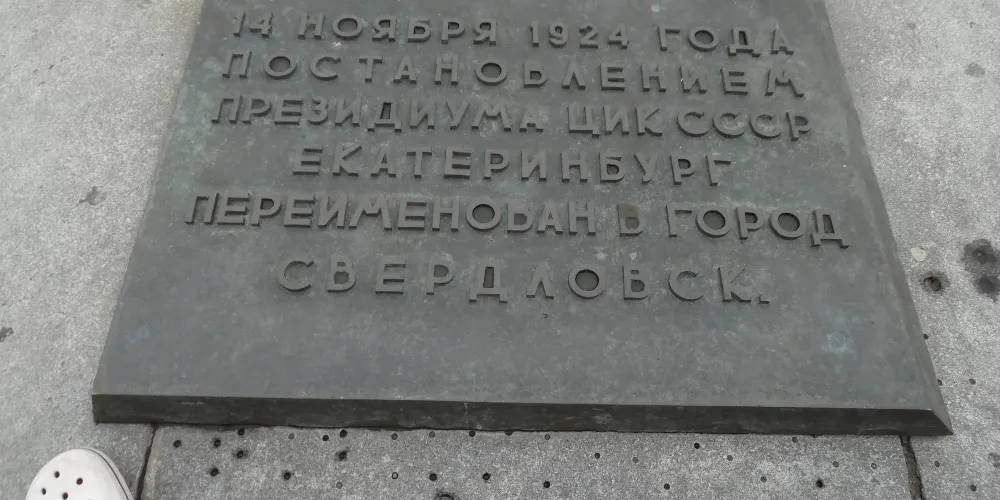 14 НОЯБРЯ 1924 ГОДА
ПОСТАНОВЛЕНИЕМ
ПРЕЗИДИУМА ЦИК СССР
ЕКАТЕРИНБУРГ
ПЕРЕИМЕНОВАН В ГОРОД
СВЕРДЛОВСК.